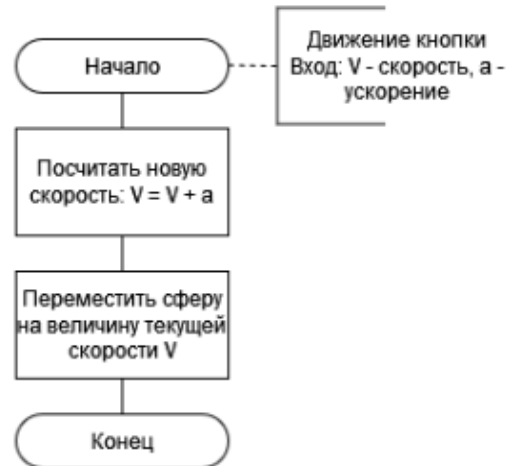 Начало
Движение кнопки
Вход: V - скорость, a -
ускорение
Посчитать новую
скорость: V = V + a
Переместить сферу
на величину текущей
скорости V
Конец